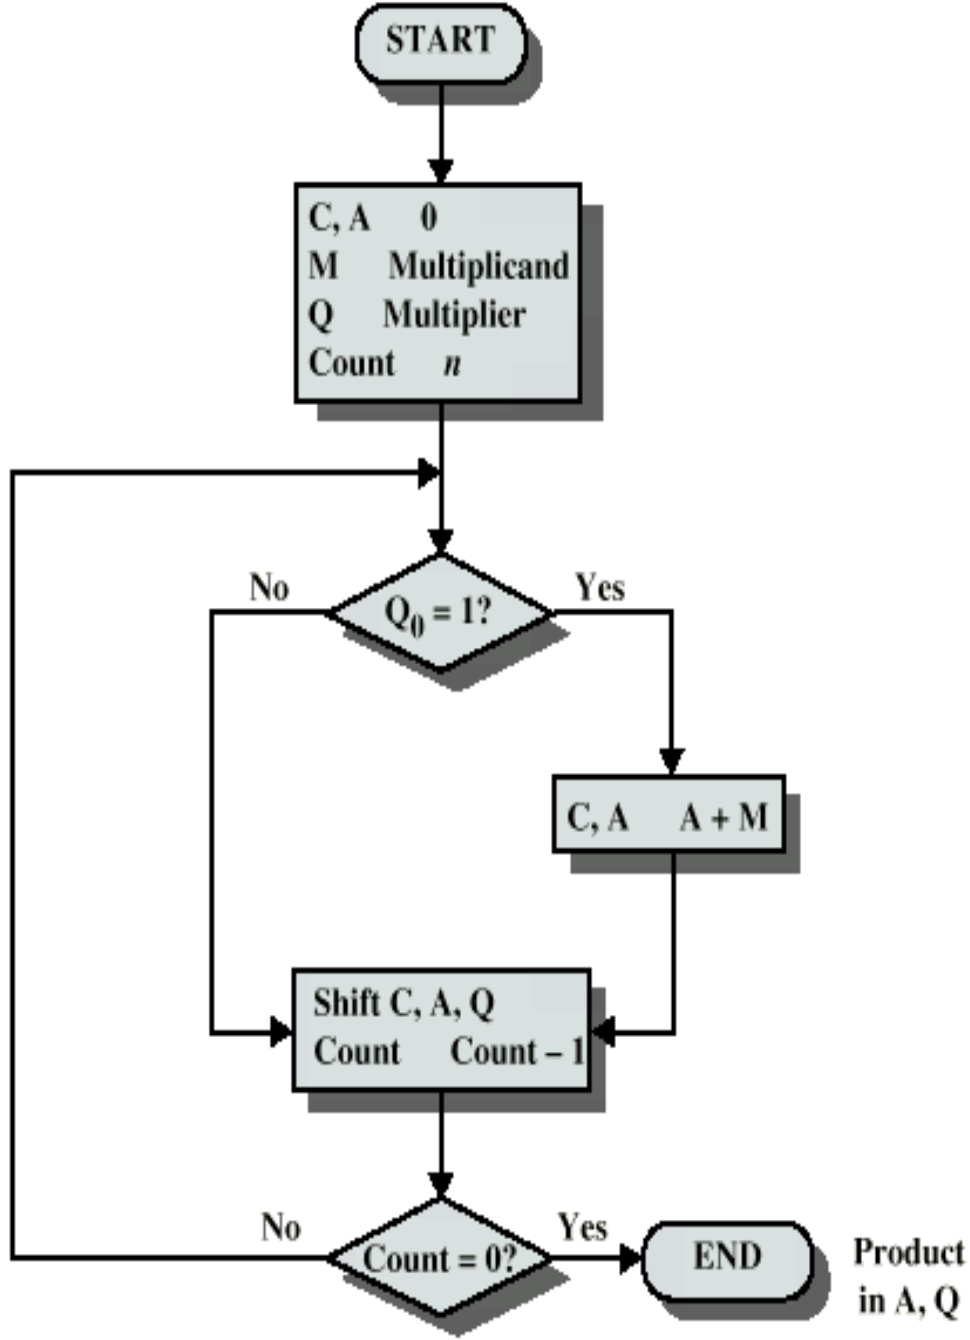 START
C, A 0
M Multiplicand
Q Multiplier
Count n
No
Yes
Q₀ = 1?
C, A A + M
Shift C, A, Q
Count Count – 1
No
Yes
Count = 0?
END
Product
in A, Q